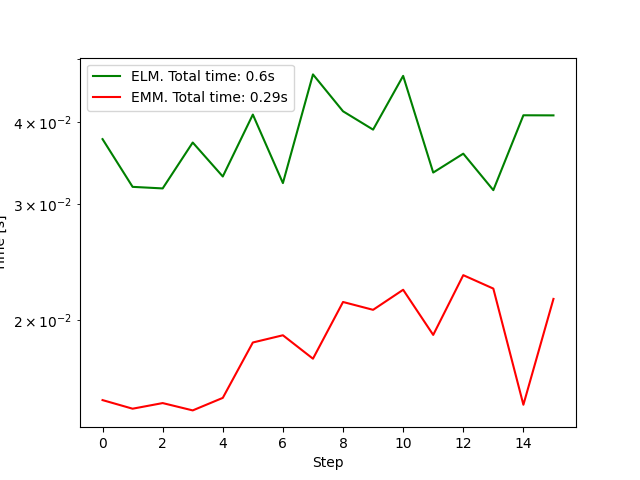 ELM. Total time: 0.6s
EMM. Total time: 0.29s
4 × 10⁻²
3 × 10⁻²
2 × 10⁻²
Time [s]
0 2 4 6 8 10 12 14
Step